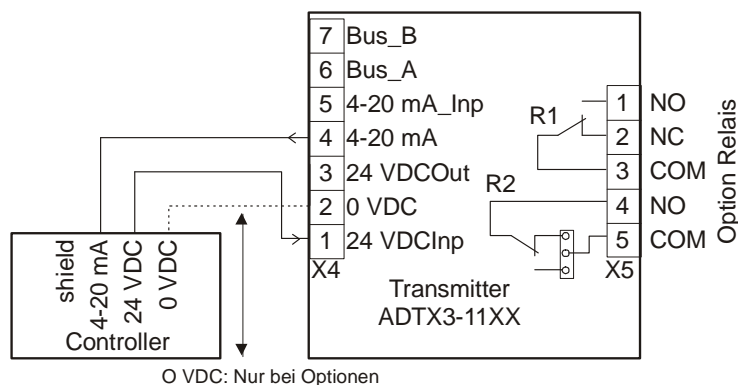 7 Bus_B
6 Bus_A
5 4-20 mA_Inp
4 4-20 mA
3 24 VDCOut
2 0 VDC
1 24 VDCInp
X4
R1
R2
1 NO
2 NC
3 COM
4 NO
5 COM
X5
Option Relais
Transmitter
ADTX3-11XX
shield
4-20 mA
24 VDC
0 VDC
Controller
O VDC: Nur bei Optionen